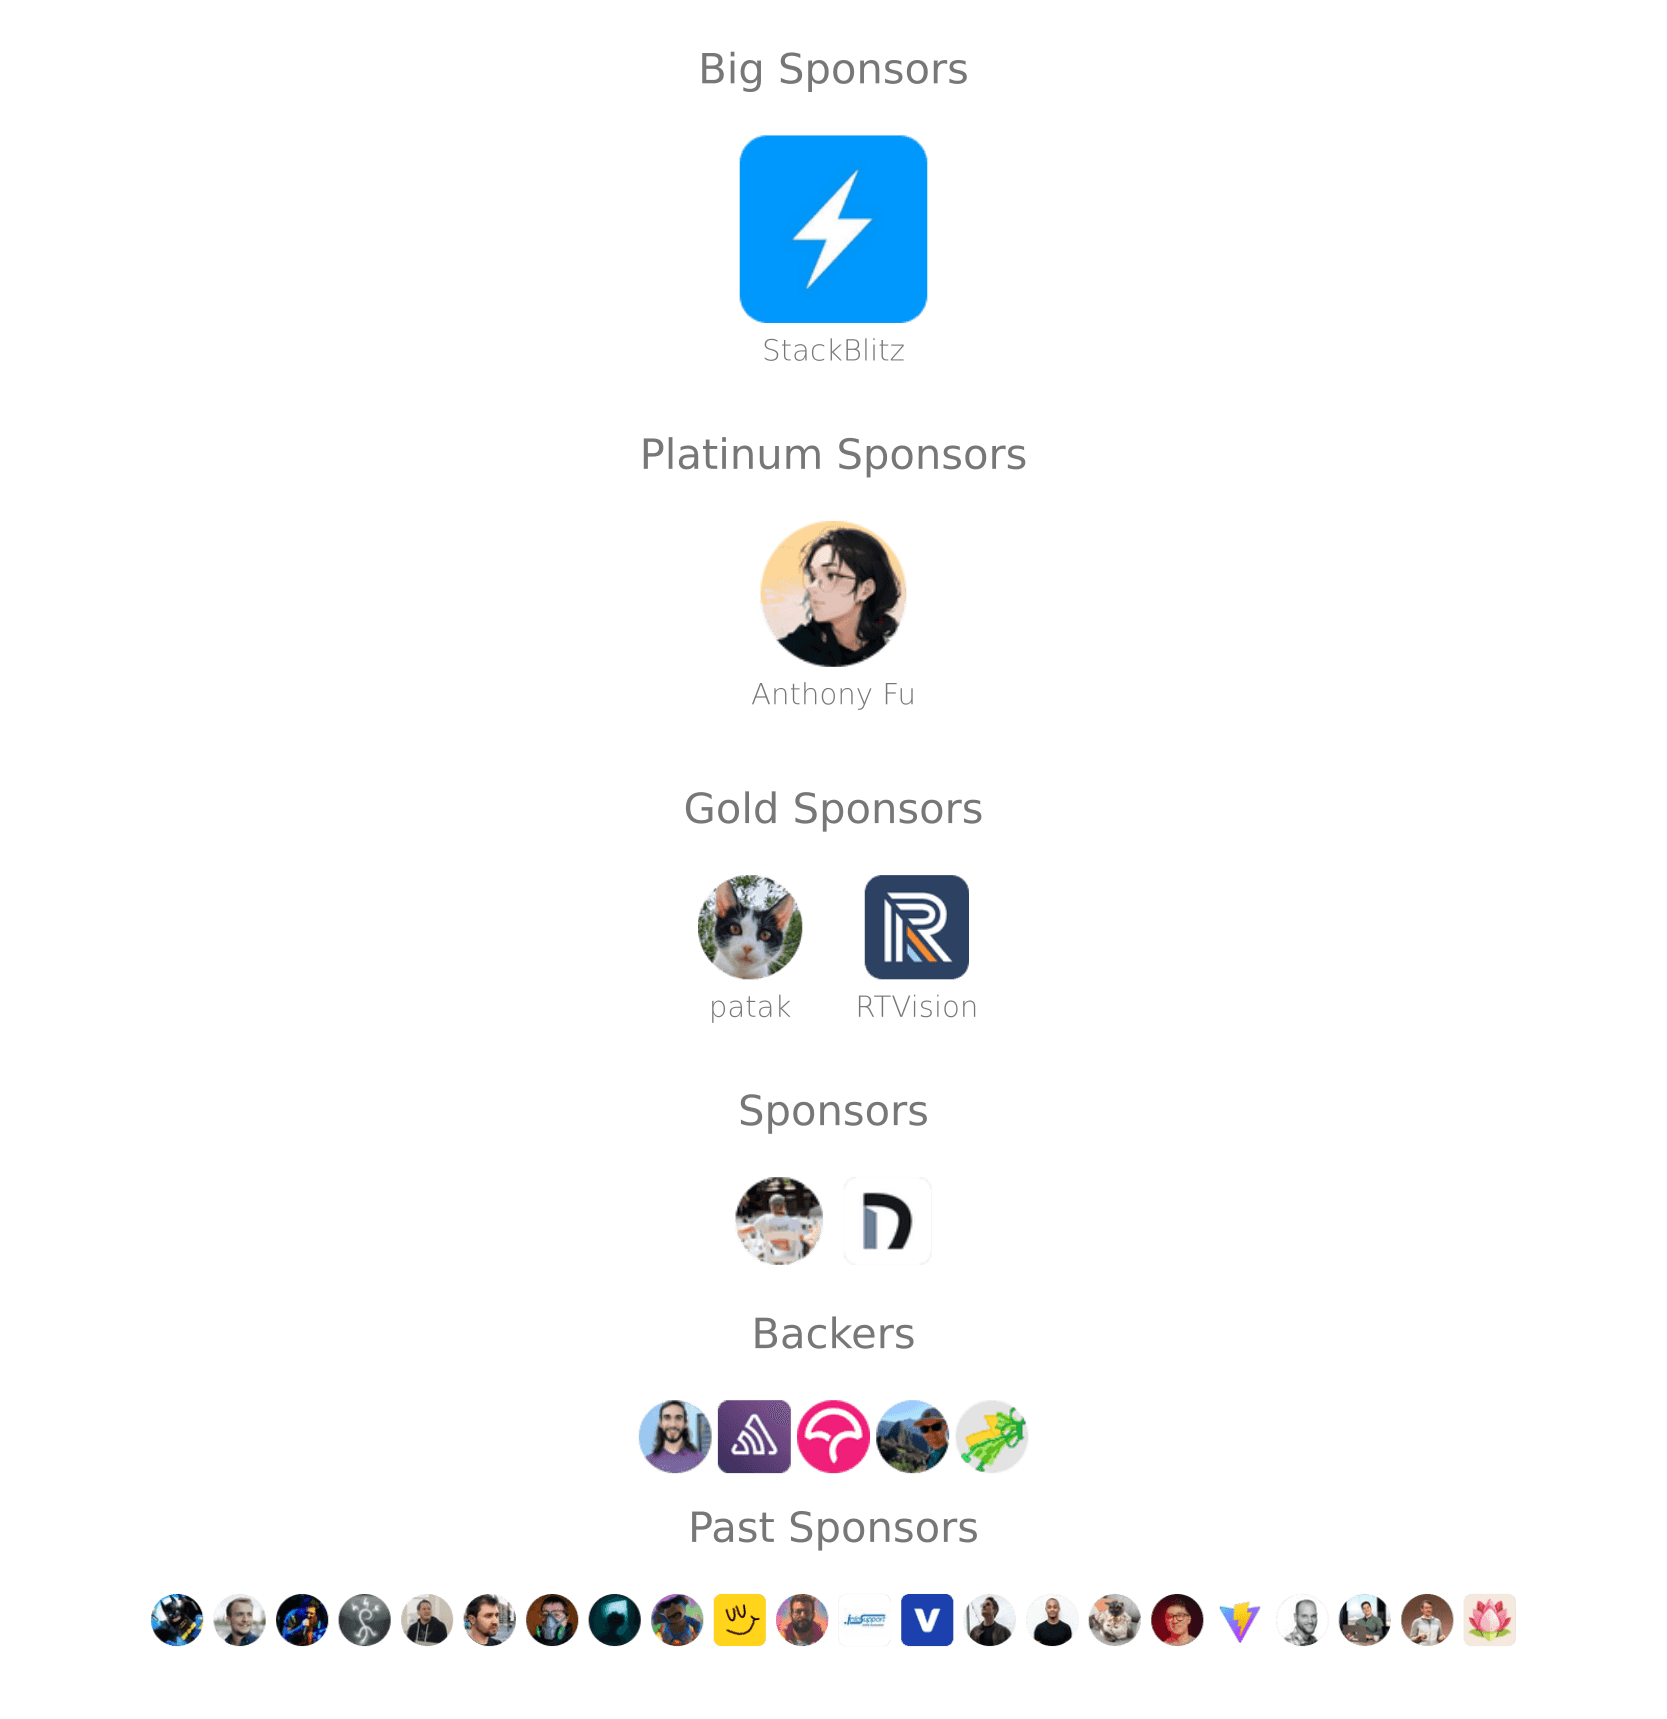 Big Sponsors
StackBlitz
Platinum Sponsors
Anthony Fu
Gold Sponsors
patak RTVision
Sponsors
Backers
Past Sponsors